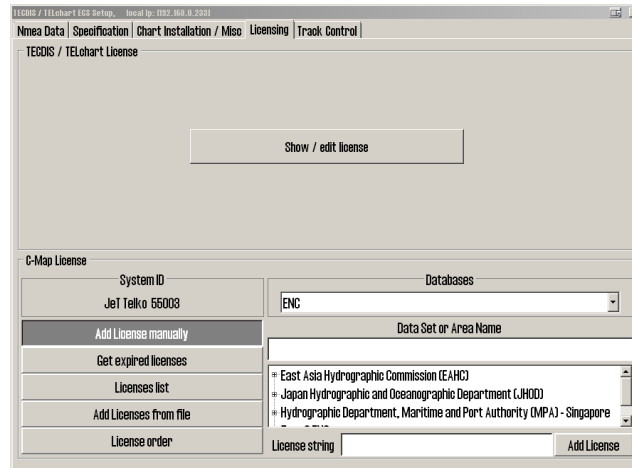 TECDIS / TELchart ECS Setup, local Ip: [192.168.0.233]
Nmea Data Specification Chart Installation / Misc Licensing Track Control
TECDIS / TELchart License
Show / edit license
C-Map License
System ID
JeT Telko 55003
Add License manually
Get expired licenses
Licenses list
Add Licenses from file
License order
Databases
ENC
Data Set or Area Name
East Asia Hydrographic Commission (EAHC)
Japan Hydrographic and Oceanographic Department (JHOD)
Hydrographic Department, Maritime and Port Authority (MPA) - Singapore
License string
Add License